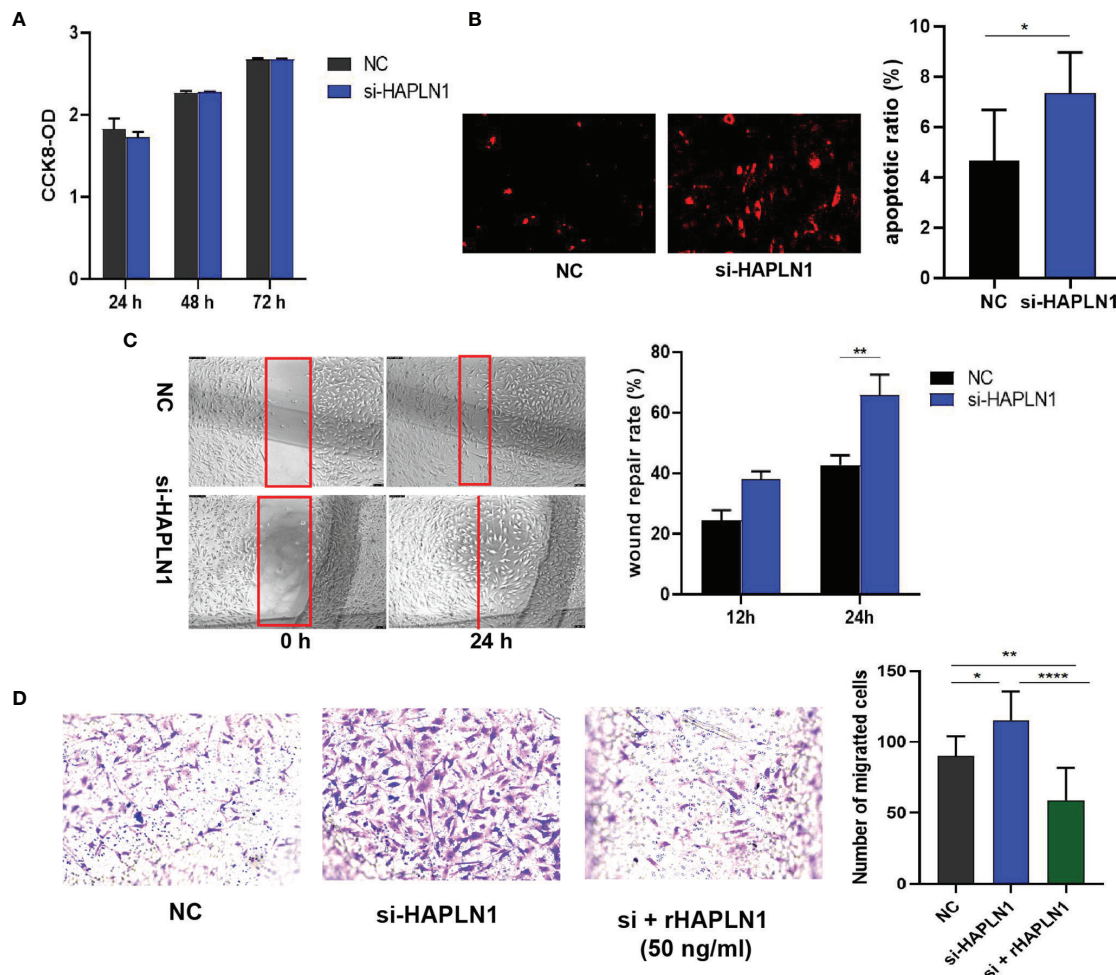 A
3
2
1
0
CCK8-OD
24 h
48 h
72 h
NC
si-HAPLN1
B
NC
si-HAPLN1
*
10
8
6
4
2
0
apoptotic ratio (%)
NC
si-HAPLN1
C
NC
si-HAPLN1
0 h
24 h
**
80
60
40
20
0
wound repair rate (%)
12h
24h
NC
si-HAPLN1
D
NC
si-HAPLN1
si + rHAPLN1
(50 ng/ml)
**
*
****
150
100
50
0
Number of migratted cells
NC
si-HAPLN1
si + rHAPLN1